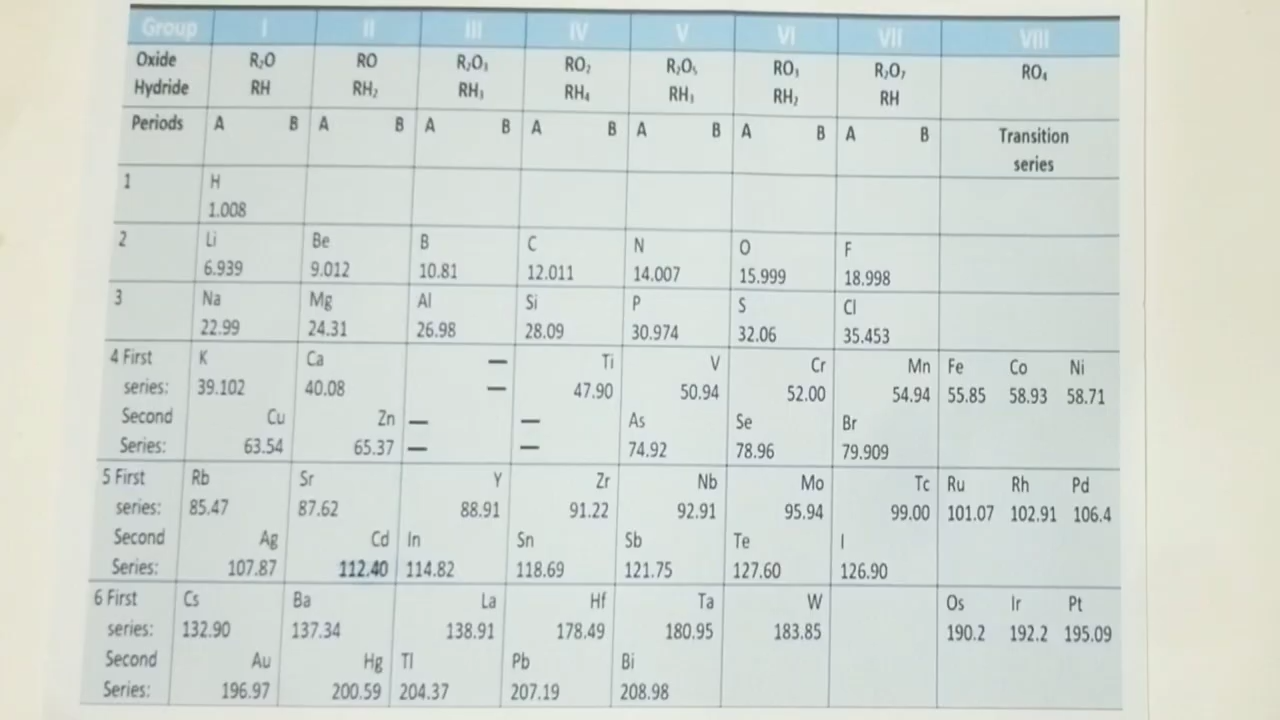 Group I II III IV V VI VII VIII
Oxide R₂O RO R₂O₃ RO₂ R₂O₅ RO₃ R₂O₇ RO₄
Hydride RH RH₂ RH₃ RH₄ RH₃ RH₂ RH
Periods A B A B A B A B A B A B A B Transition
series
1 H
1.008
2 Li Be B C N O F
6.939 9.012 10.81 12.011 14.007 15.999 18.998
3 Na Mg Al Si P S Cl
22.99 24.31 26.98 28.09 30.974 32.06 35.453
4 First K Ca — Ti V Cr Mn Fe Co Ni
series: 39.102 40.08 — 47.90 50.94 52.00 54.94 55.85 58.93 58.71
Second Cu Zn — — As Se Br
Series: 63.54 65.37 — — 74.92 78.96 79.909
5 First Rb Sr Y Zr Nb Mo Tc Ru Rh Pd
series: 85.47 87.62 88.91 91.22 92.91 95.94 99.00 101.07 102.91 106.4
Second Ag Cd In Sn Sb Te I
Series: 107.87 112.40 114.82 118.69 121.75 127.60 126.90
6 First Cs Ba La Hf Ta W Os Ir Pt
series: 132.90 137.34 138.91 178.49 180.95 183.85 190.2 192.2 195.09
Second Au Hg Tl Pb Bi
Series: 196.97 200.59 204.37 207.19 208.98